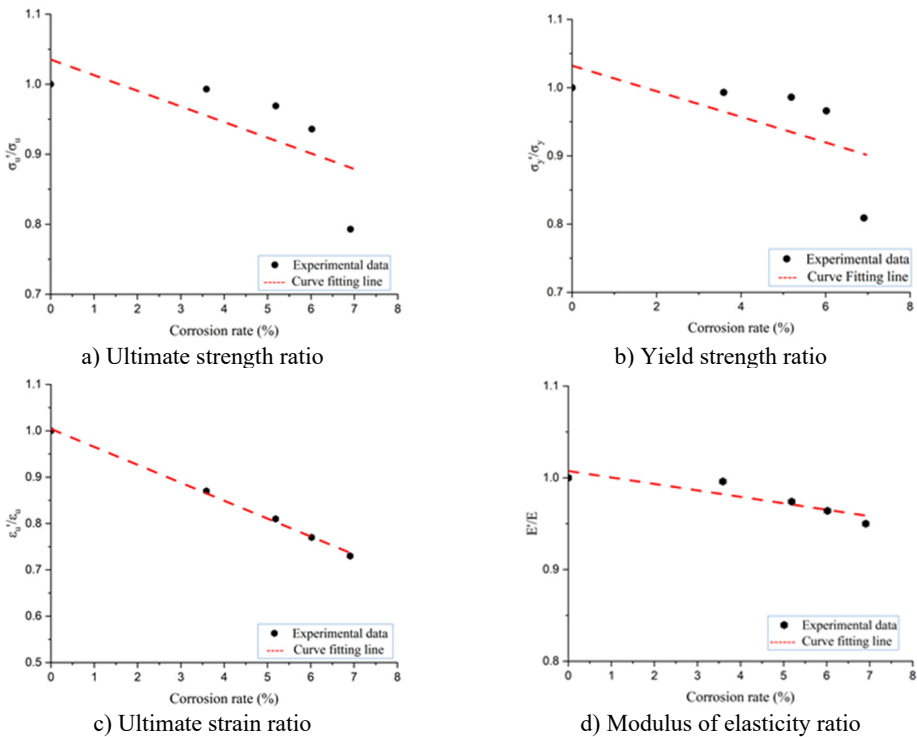 1.1
1.0
0.9
0.8
0.7
σu'/σu
0 1 2 3 4 5 6 7 8
Corrosion rate (%)
Experimental data
Curve fitting line
a) Ultimate strength ratio
1.1
1.0
0.9
0.8
0.7
σy'/σy
0 2 4 6 8
Corrosion rate (%)
Experimental data
Curve Fitting line
b) Yield strength ratio
1.1
1.0
0.9
0.8
0.7
0.6
0.5
εu'/εu
0 1 2 3 4 5 6 7 8
Corrosion rate (%)
Experimental data
Curve fitting line
c) Ultimate strain ratio
1.1
1.0
0.9
0.8
E'/E
0 1 2 3 4 5 6 7 8
Corrosion rate (%)
Experimental data
Curve fitting line
d) Modulus of elasticity ratio